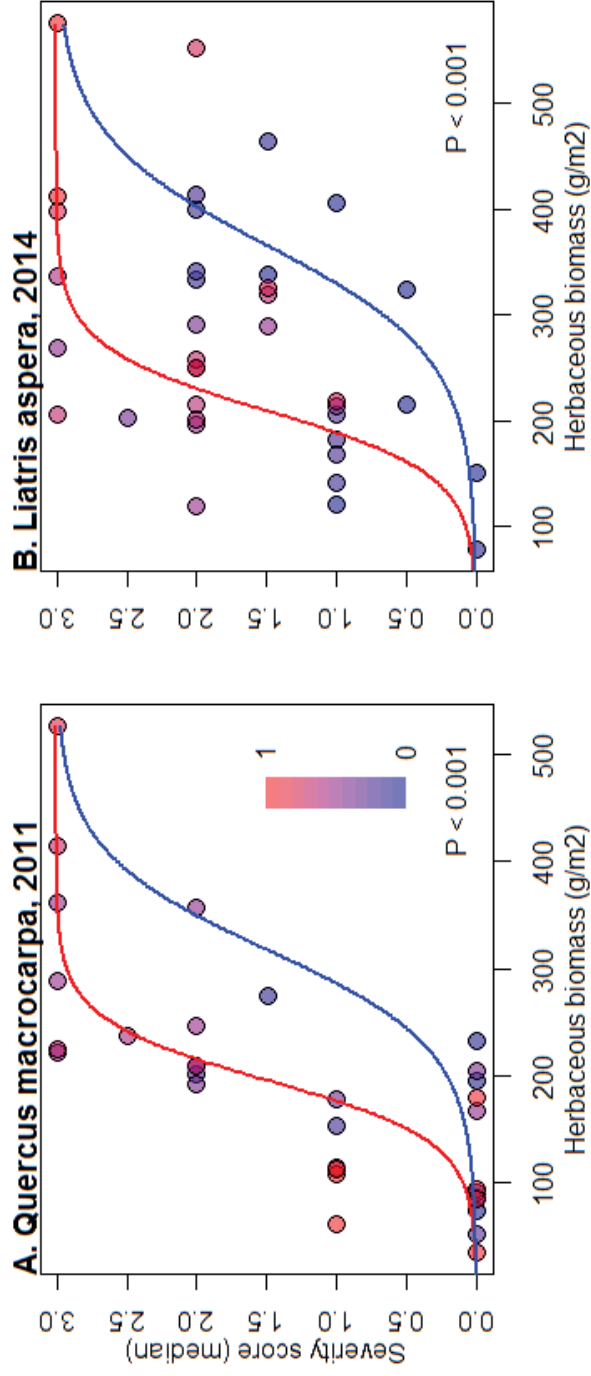 A. Quercus macrocarpa, 2011
Severity score (median)
3.0
2.5
2.0
1.5
1.0
0.5
0.0
1
0
P < 0.001
100 200 300 400 500
Herbaceous biomass (g/m2)
B. Liatris aspera, 2014
3.0
2.5
2.0
1.5
1.0
0.5
0.0
P < 0.001
100 200 300 400 500
Herbaceous biomass (g/m2)